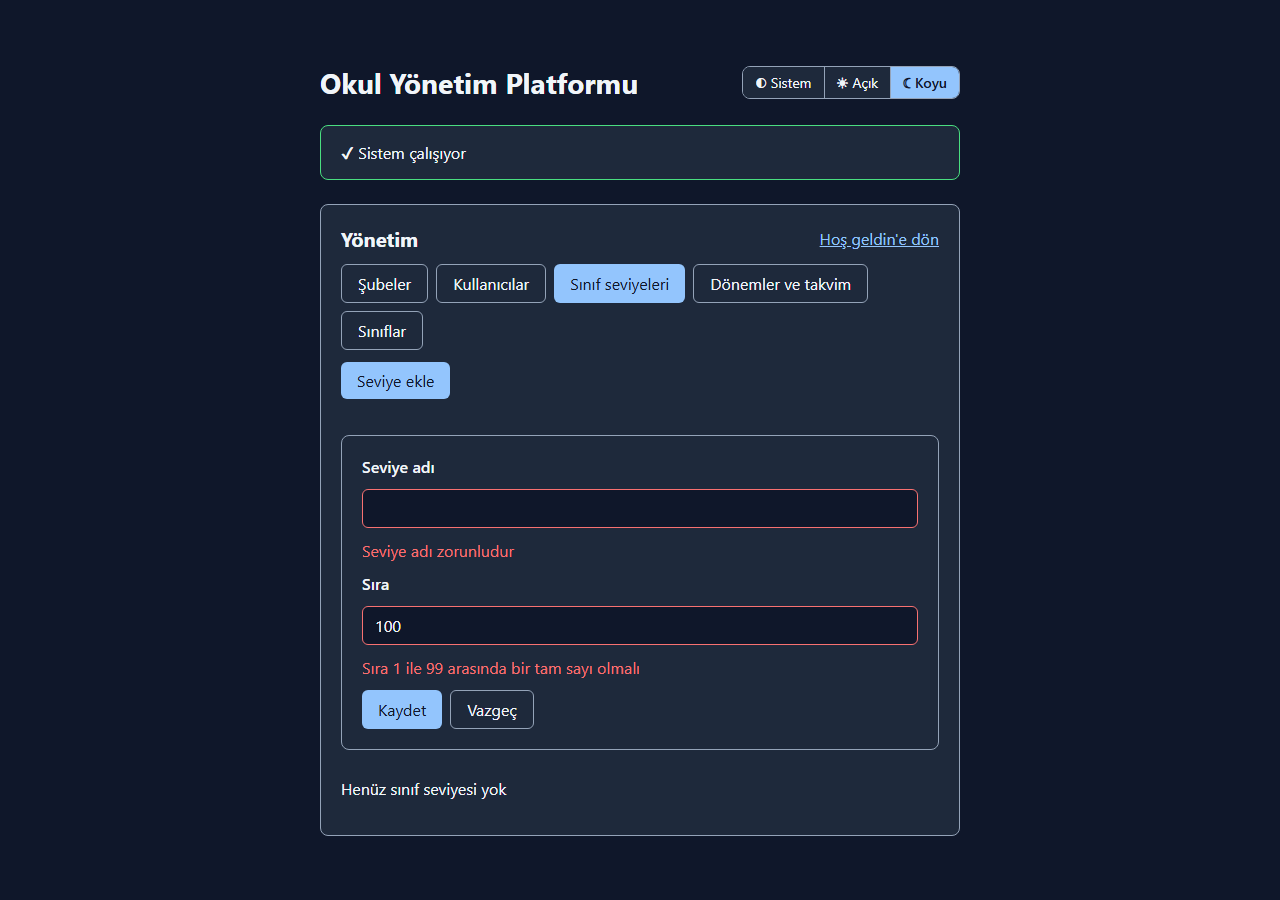 Okul Yönetim Platformu
◐ Sistem ☀ Açık ☾ Koyu
✓ Sistem çalışıyor
Yönetim Hoş geldin'e dön
Şubeler Kullanıcılar Sınıf seviyeleri Dönemler ve takvim
Sınıflar
Seviye ekle
Seviye adı
Seviye adı zorunludur
Sıra
100
Sıra 1 ile 99 arasında bir tam sayı olmalı
Kaydet Vazgeç
Henüz sınıf seviyesi yok